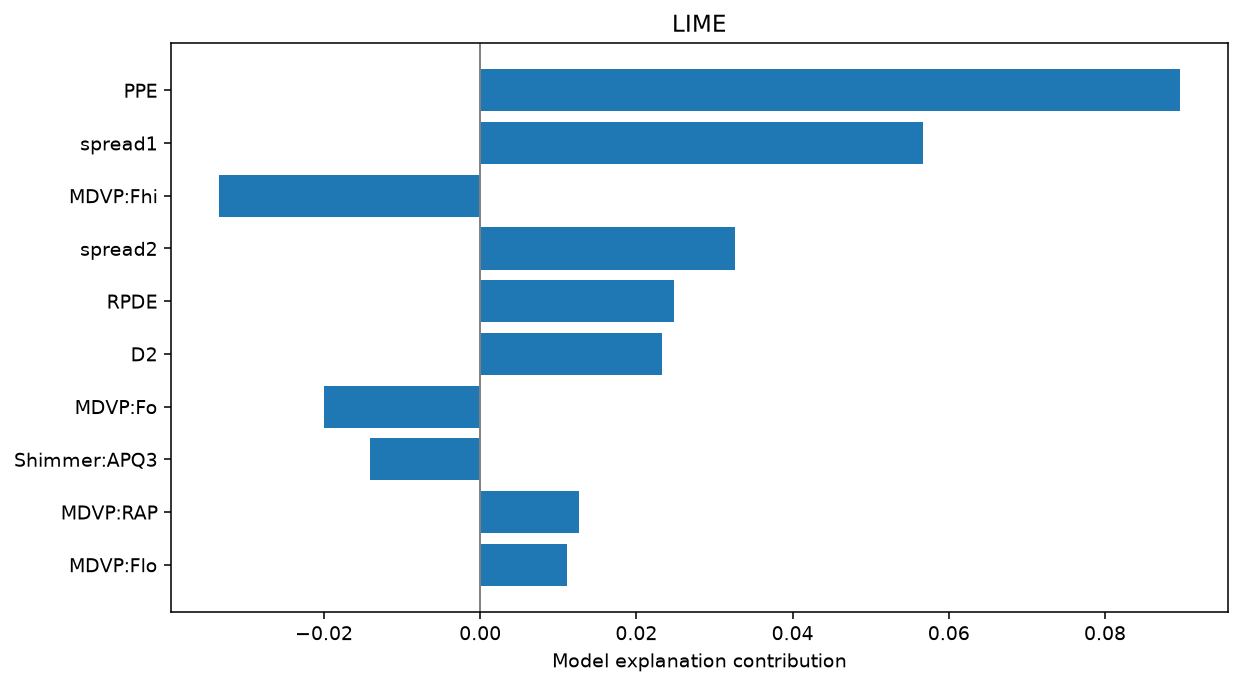 LIME
PPE
spread1
MDVP:Fhi
spread2
RPDE
D2
MDVP:Fo
Shimmer:APQ3
MDVP:RAP
MDVP:Flo
−0.02 0.00 0.02 0.04 0.06 0.08
Model explanation contribution